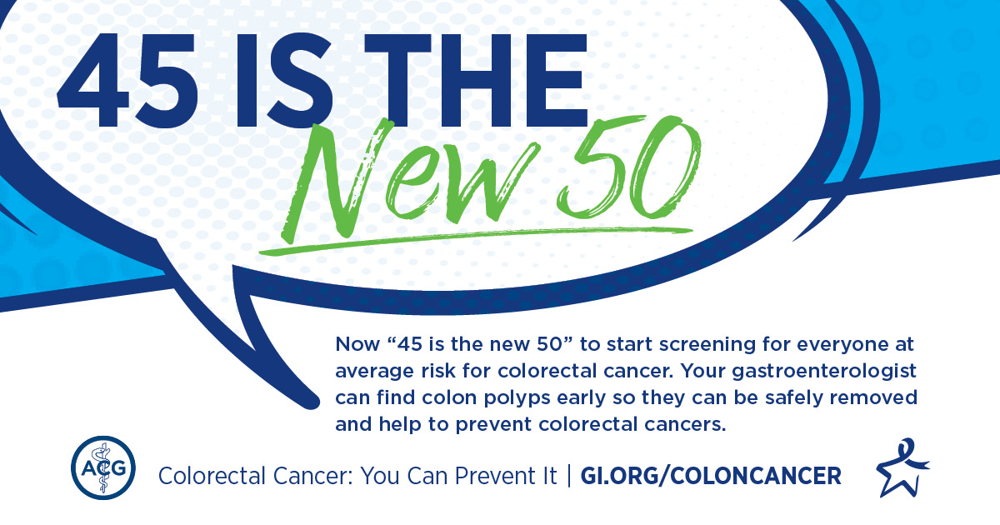 45 IS THE
New 50
Now “45 is the new 50” to start screening for everyone at
average risk for colorectal cancer. Your gastroenterologist
can find colon polyps early so they can be safely removed
and help to prevent colorectal cancers.
ACG
Colorectal Cancer: You Can Prevent It | GI.ORG/COLONCANCER